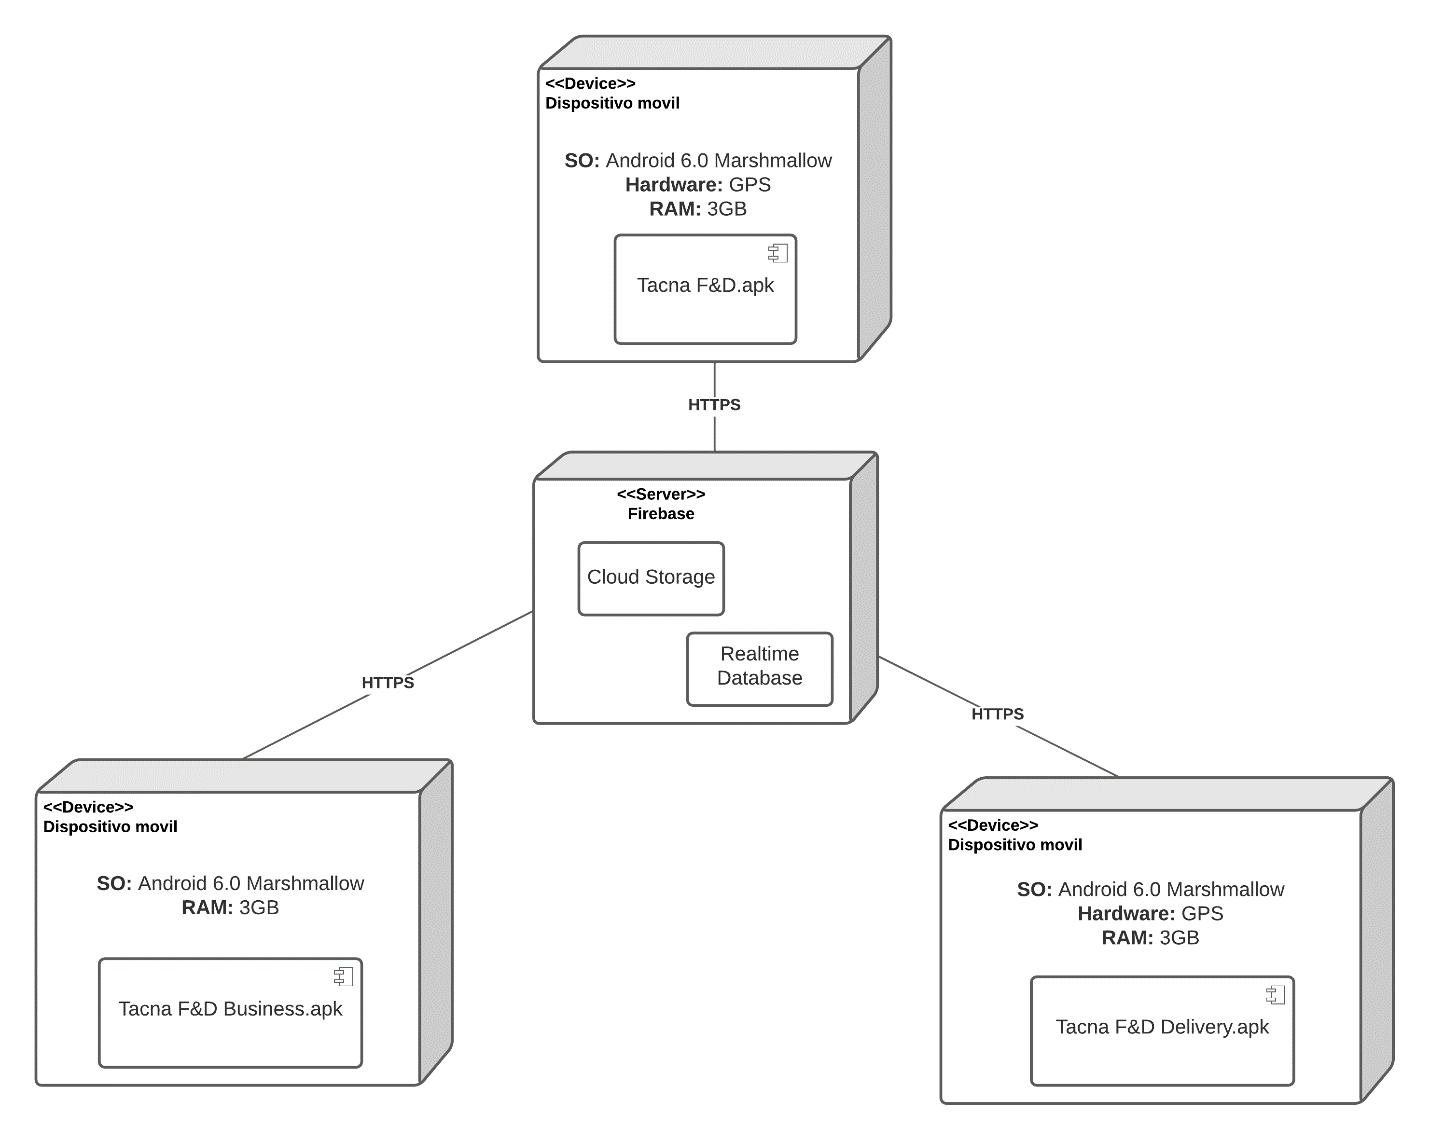 <<Device>>
Dispositivo movil
SO: Android 6.0 Marshmallow
Hardware: GPS
RAM: 3GB
Tacna F&D.apk
HTTPS
<<Server>>
Firebase
Cloud Storage
Realtime
Database
HTTPS
HTTPS
<<Device>>
Dispositivo movil
SO: Android 6.0 Marshmallow
RAM: 3GB
Tacna F&D Business.apk
<<Device>>
Dispositivo movil
SO: Android 6.0 Marshmallow
Hardware: GPS
RAM: 3GB
Tacna F&D Delivery.apk